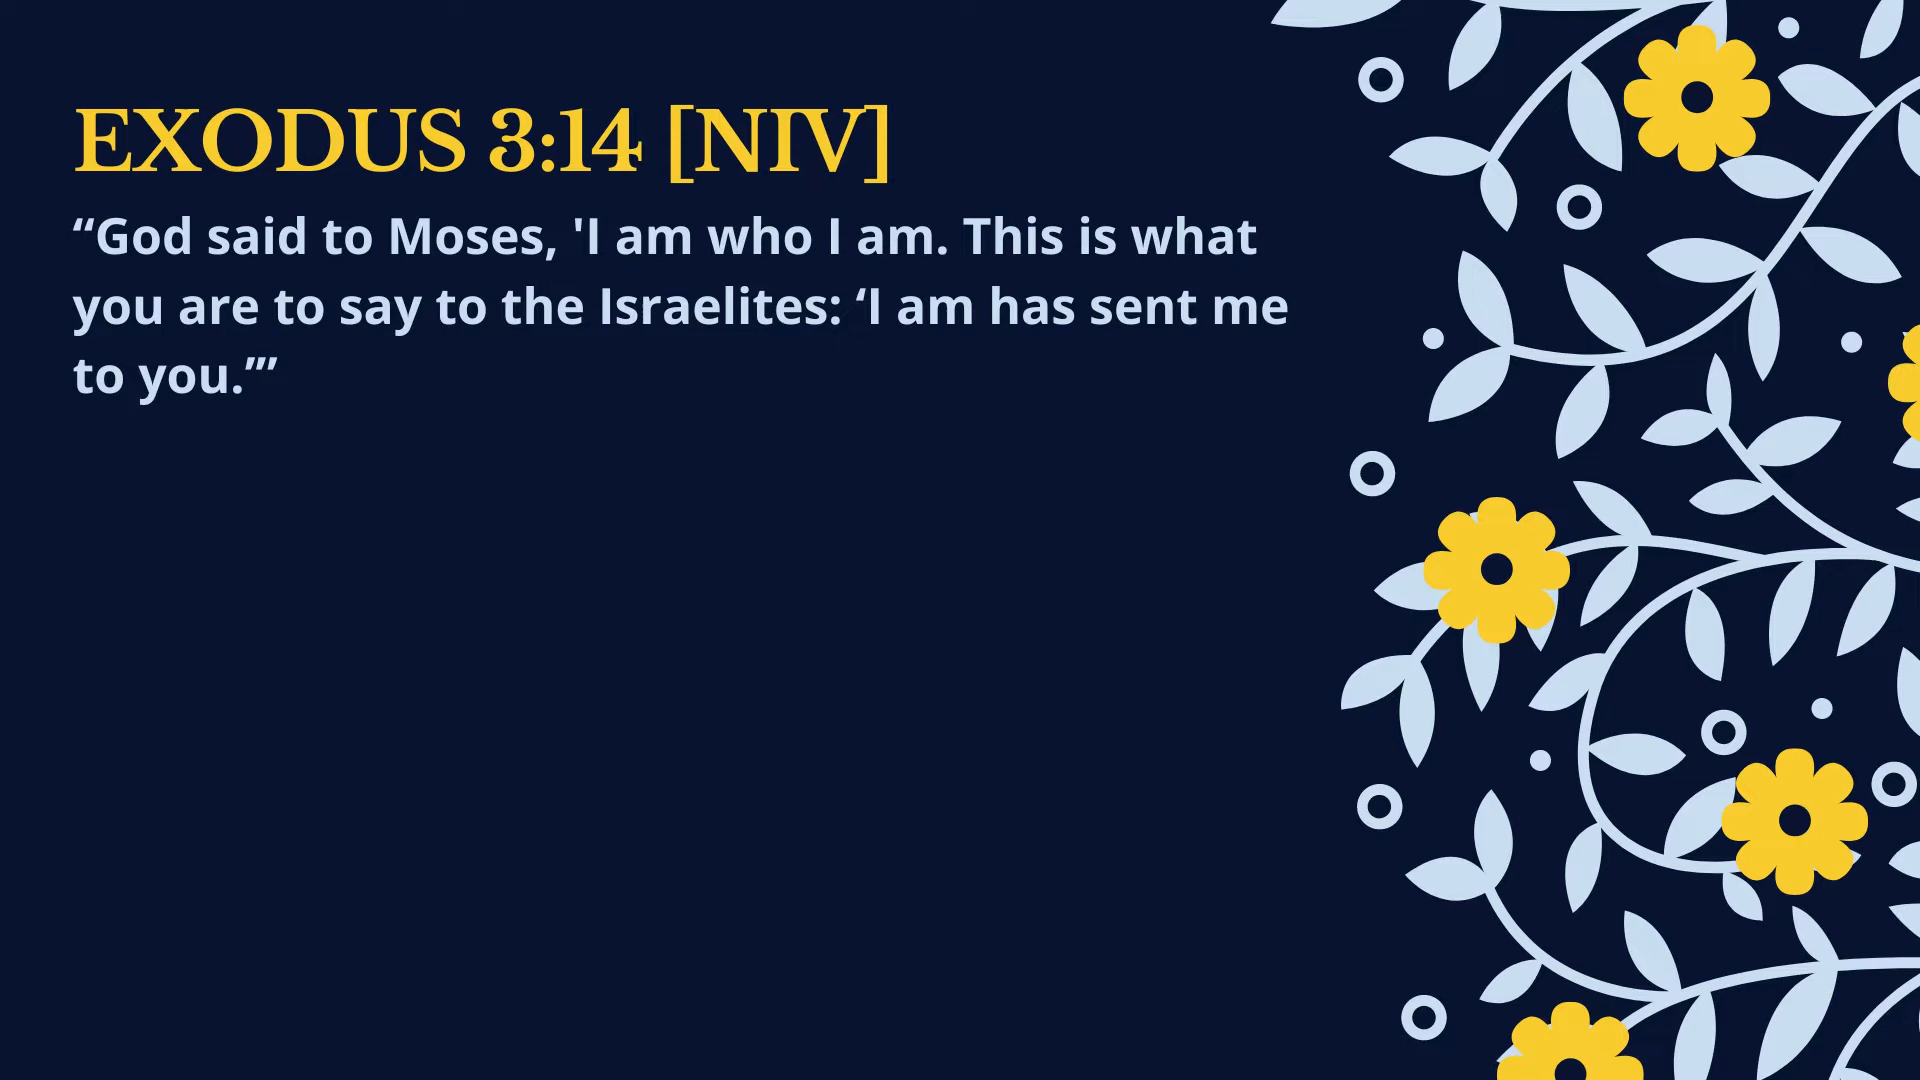 EXODUS 3:14 [NIV]
“God said to Moses, 'I am who I am. This is what
you are to say to the Israelites: ‘I am has sent me
to you.’”